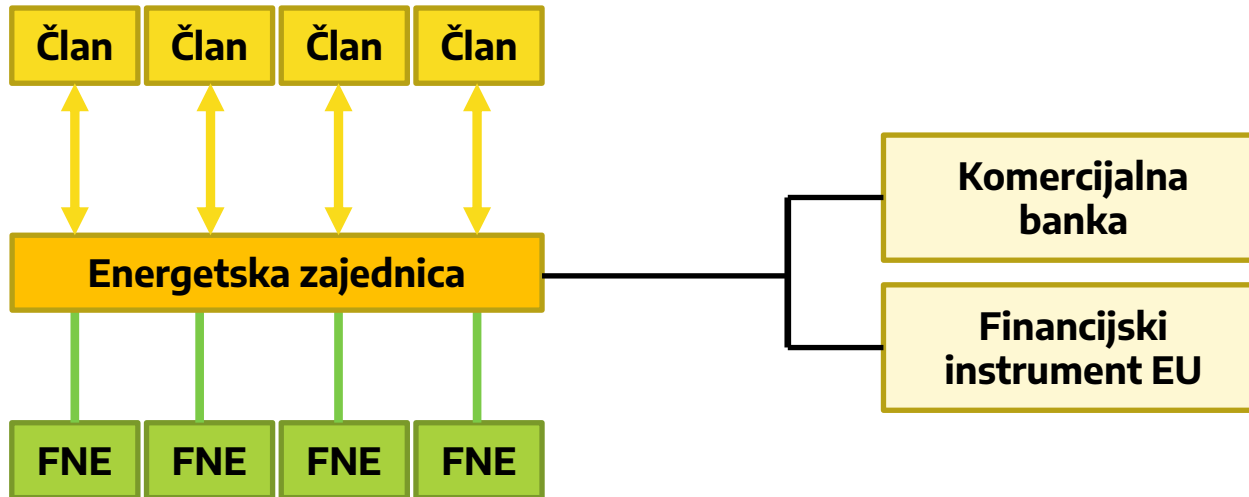 Član
Član
Član
Član
Komercijalna
banka
Energetska zajednica
Financijski
instrument EU
FNE
FNE
FNE
FNE